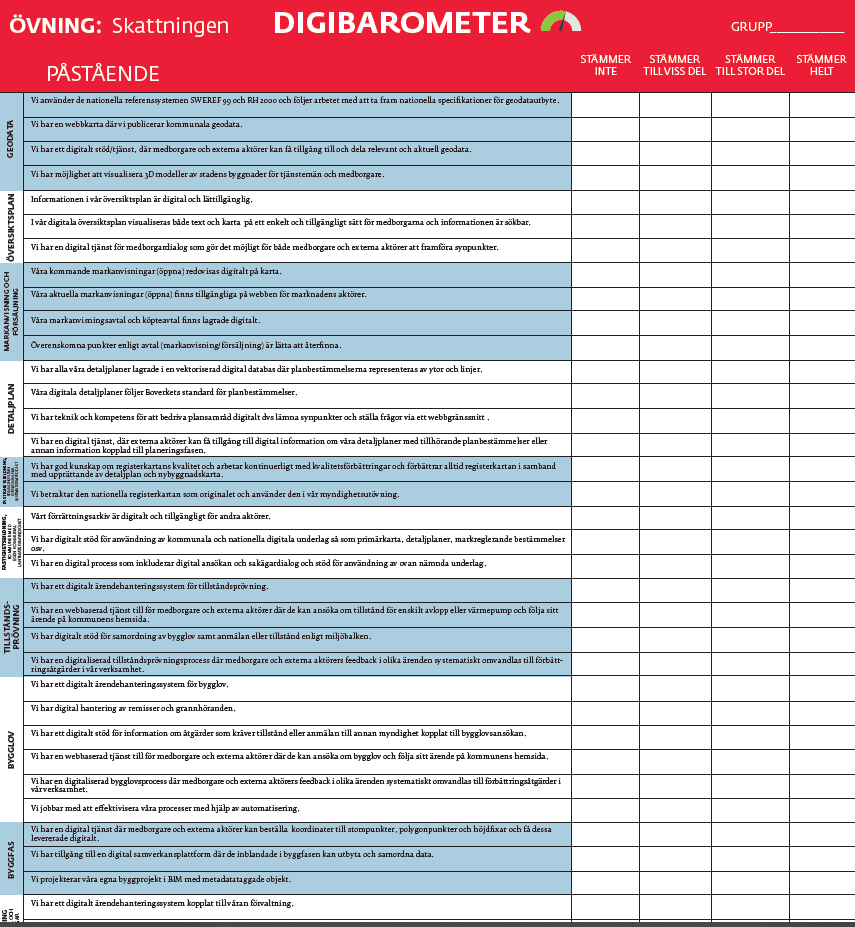 ÖVNING: Skattningen
DIGIBAROMETER
GRUPP____________
PÅSTÅENDE
STÄMMER INTE
STÄMMER TILL VISS DEL
STÄMMER TILL STOR DEL
STÄMMER HELT
GEODATA
Vi använder de nationella referenssystemen SWEREF 99 och RH 2000 och följer arbetet med att ta fram nationella specifikationer för geodatautbyte.
Vi har en webbkarta där vi publicerar kommunala geodata.
Vi har ett digitalt stöd/tjänst, där medborgare och externa aktörer kan få tillgång till och dela relevant och aktuell geodata.
Vi har möjlighet att visualisera 3D modeller av stadens byggnader för tjänstemän och medborgare.
ÖVERSIKTSPLAN
Informationen i vår översiktsplan är digital och lättillgänglig.
I vår digitala översiktsplan visualiseras både text och karta på ett enkelt och tillgängligt sätt för medborgarna och informationen är sökbar.
Vi har en digital tjänst för medborgardialog som gör det möjligt för både medborgare och externa aktörer att framföra synpunkter.
MARKANVISNING OCH
FÖRSÄLJNING
Våra kommande markanvisningar (öppna) redovisas digitalt på karta.
Våra aktuella markanvisningar (öppna) finns tillgängliga på webben för marknadens aktörer.
Våra markanvisningsavtal och köpteavtal finns lagrade digitalt.
Överenskomna punkter enligt avtal (markanvisning/försäljning) är lätta att återfinna.
DETALJPLAN
Vi har alla våra detaljplaner lagrade i en vektoriserad digital databas där planbestämmelserna representeras av ytor och linjer.
Våra digitala detaljplaner följer Boverkets standard för planbestämmelser.
Vi har teknik och kompetens för att bedriva plansamråd digitalt dvs lämna synpunkter och ställa frågor via ett webbgränssnitt .
Vi har en digital tjänst, där externa aktörer kan få tillgång till digital information om våra detaljplaner med tillhörande planbestämmelser eller
annan information kopplad till planeringsfasen.
Vi har god kunskap om registerkartans kvalitet och arbetar kontinuerligt med kvalitetsförbättringar och förbättrar alltid registerkartan i samband
med upprättande av detaljplan och nybyggnadskarta.
Vi betraktar den nationella registerkartan som originalet och använder den i vår myndighetsutövning.
FASTIGHETSBILDNING,
Vårt förrättningsarkiv är digitalt och tillgängligt för andra aktörer.
Vi har digitalt stöd för användning av kommunala och nationella digitala underlag så som primärkarta, detaljplaner, markreglerande bestämmelser
osv.
Vi har en digital process som inkluderar digital ansökan och sakägardialog och stöd för användning av ovan nämnda underlag.
TILLSTÅNDS-
PRÖVNING
Vi har ett digitalt ärendehanteringssystem för tillståndsprövning.
Vi har en webbaserad tjänst till för medborgare och externa aktörer där de kan ansöka om tillstånd för enskilt avlopp eller värmepump och följa sitt
ärende på kommunens hemsida.
Vi har digitalt stöd för samordning av bygglov samt anmälan eller tillstånd enligt miljöbalken.
Vi har en digitaliserad tillståndsprövningsprocess där medborgare och externa aktörers feedback i olika ärenden systematiskt omvandlas till förbätt-
ringsåtgärder i vår verksamhet.
BYGGLOV
Vi har ett digitalt ärendehanteringssystem för bygglov.
Vi har digital hantering av remisser och grannhöranden.
Vi har ett digitalt stöd för information om åtgärder som kräver tillstånd eller anmälan till annan myndighet kopplat till bygglovsansökan.
Vi har en webbaserad tjänst till för medborgare och externa aktörer där de kan ansöka om bygglov och följa sitt ärende på kommunens hemsida.
Vi har en digitaliserad bygglovsprocess där medborgare och externa aktörers feedback i olika ärenden systematiskt omvandlas till förbättringsåtgärder i
vår verksamhet.
Vi jobbar med att effektivisera våra processer med hjälp av automatisering.
BYGGFAS
Vi har en digital tjänst där medborgare och externa aktörer kan beställa koordinater till stompunkter, polygonpunkter och höjdfixar och få dessa
levererade digitalt.
Vi har tillgång till en digital samverkansplattform där de inblandade i byggfasen kan utbyta och samordna data.
Vi projekterar våra egna byggprojekt i BIM med metadatataggade objekt.
Vi har ett digitalt ärendehanteringssystem kopplat till våran förvaltning.